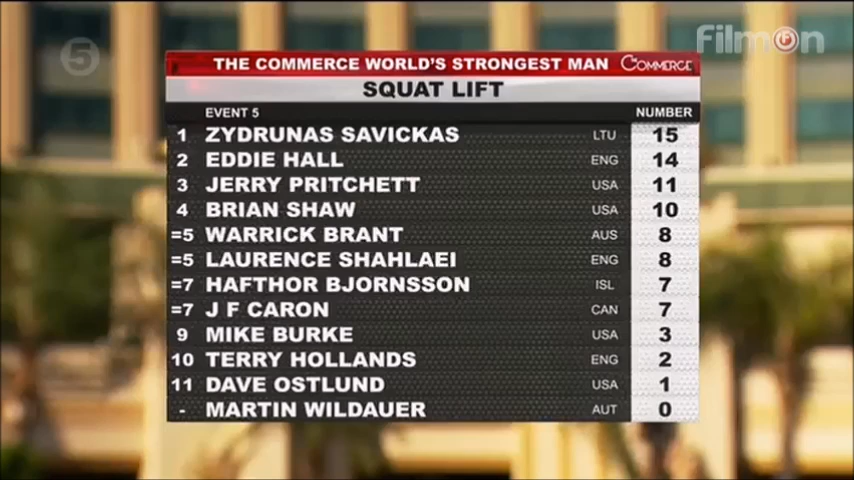 5
FilmOn
THE COMMERCE WORLD'S STRONGEST MAN COMMERCE
SQUAT LIFT
EVENT 5 NUMBER
1 ZYDRUNAS SAVICKAS LTU 15
2 EDDIE HALL ENG 14
3 JERRY PRITCHETT USA 11
4 BRIAN SHAW USA 10
=5 WARRICK BRANT AUS 8
=5 LAURENCE SHAHLAEI ENG 8
=7 HAFTHOR BJORNSSON ISL 7
=7 J F CARON CAN 7
9 MIKE BURKE USA 3
10 TERRY HOLLANDS ENG 2
11 DAVE OSTLUND USA 1
- MARTIN WILDAUER AUT 0